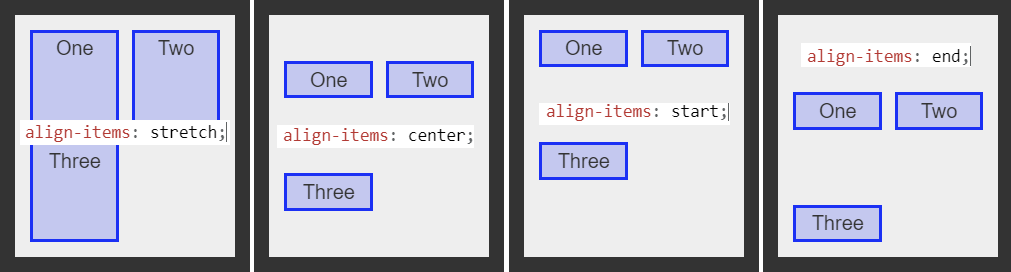 One Two
align-items: stretch;
Three
One Two
align-items: center;
Three
One Two
align-items: start;
Three
align-items: end;
One Two
Three